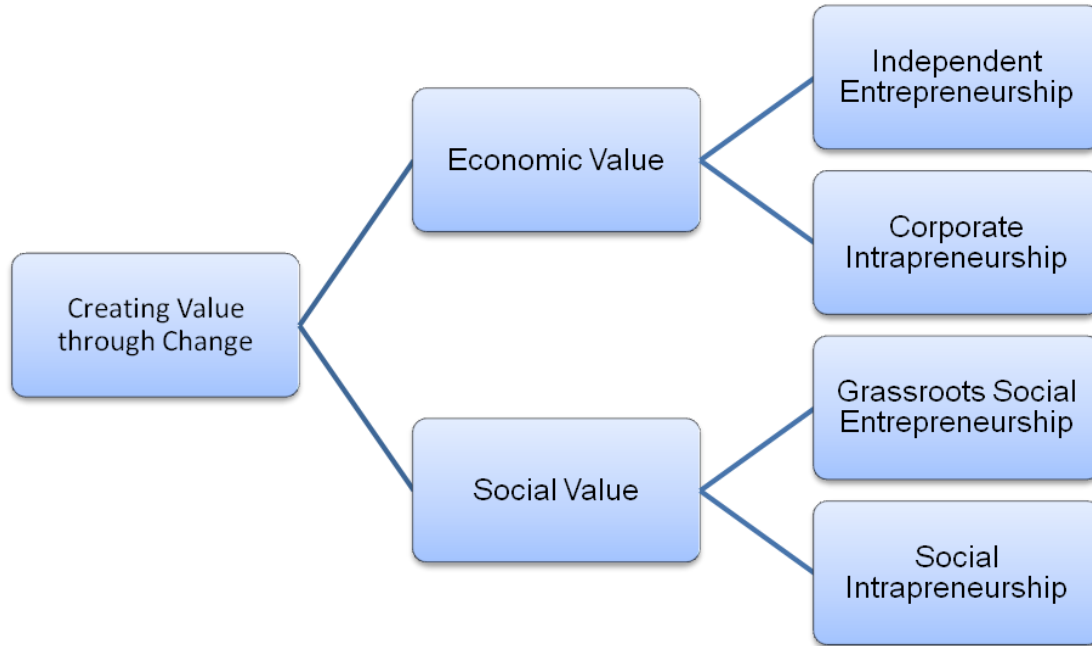 Creating Value
through Change
Economic Value
Independent
Entrepreneurship
Corporate
Intrapreneurship
Social Value
Grassroots Social
Entrepreneurship
Social
Intrapreneurship